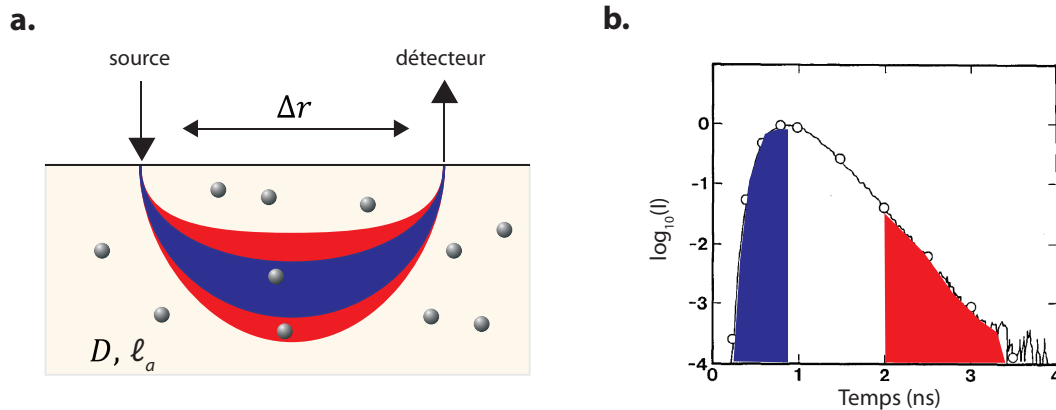 a.
source
détecteur
Δr
D, ℓa
b.
log10(I)
0
-1
-2
-3
-4
0 1 2 3 4
Temps (ns)